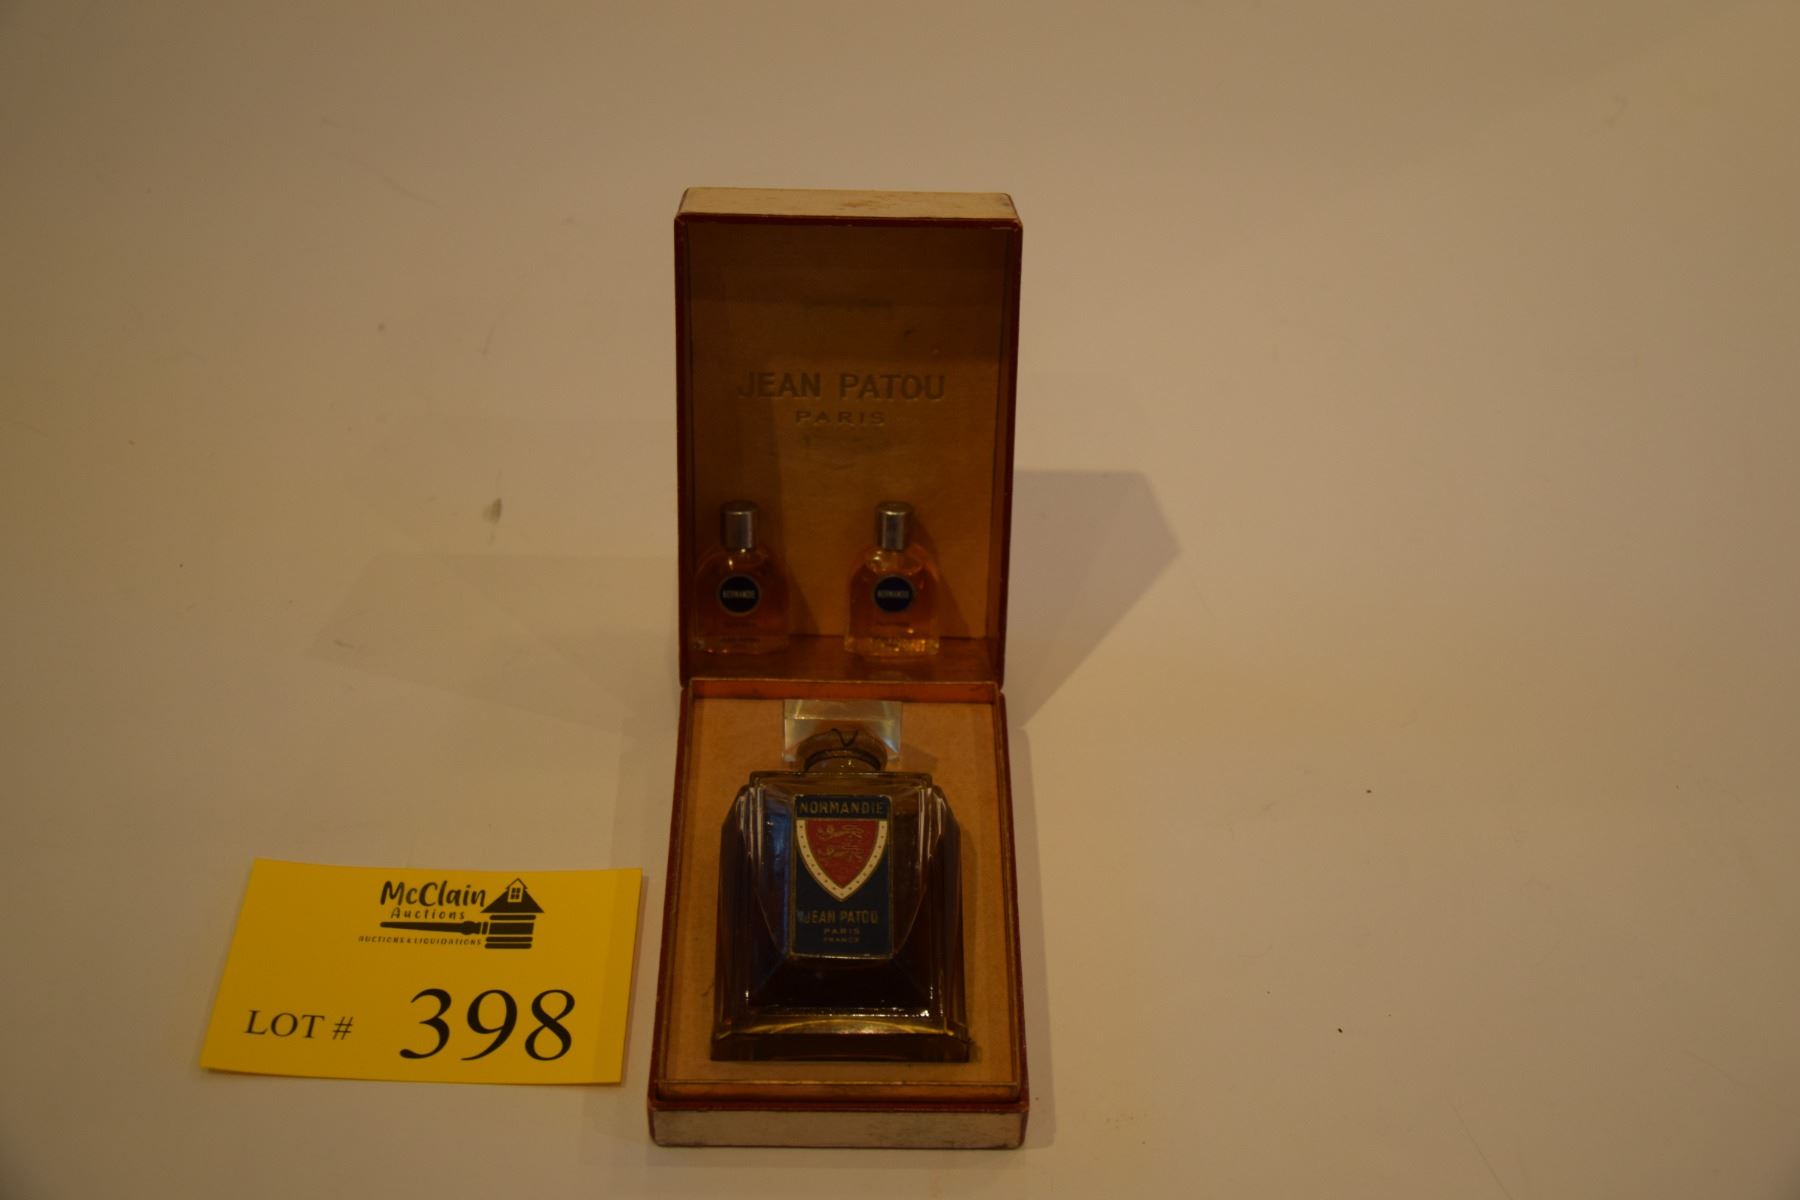 JEAN PATOU
PARIS
NORMANDIE
NORMANDIE
NORMANDIE
JEAN PATOU
PARIS
FRANCE
McClain
Auctions
AUCTIONS & LIQUIDATIONS
LOT # 398